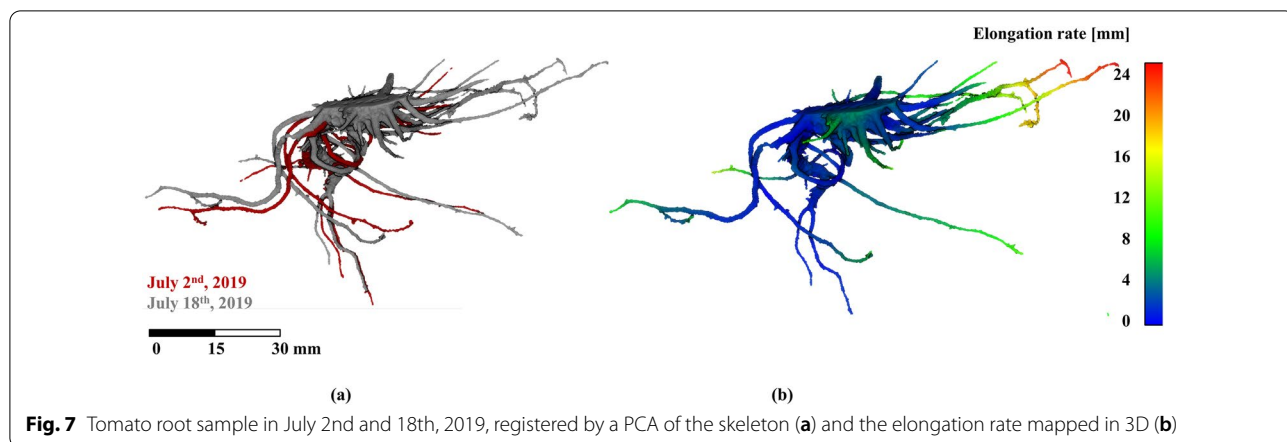 Elongation rate [mm]
24
20
16
12
8
4
0
July 2nd, 2019
July 18th, 2019
0 15 30 mm
(a) (b)
Fig. 7 Tomato root sample in July 2nd and 18th, 2019, registered by a PCA of the skeleton (a) and the elongation rate mapped in 3D (b)